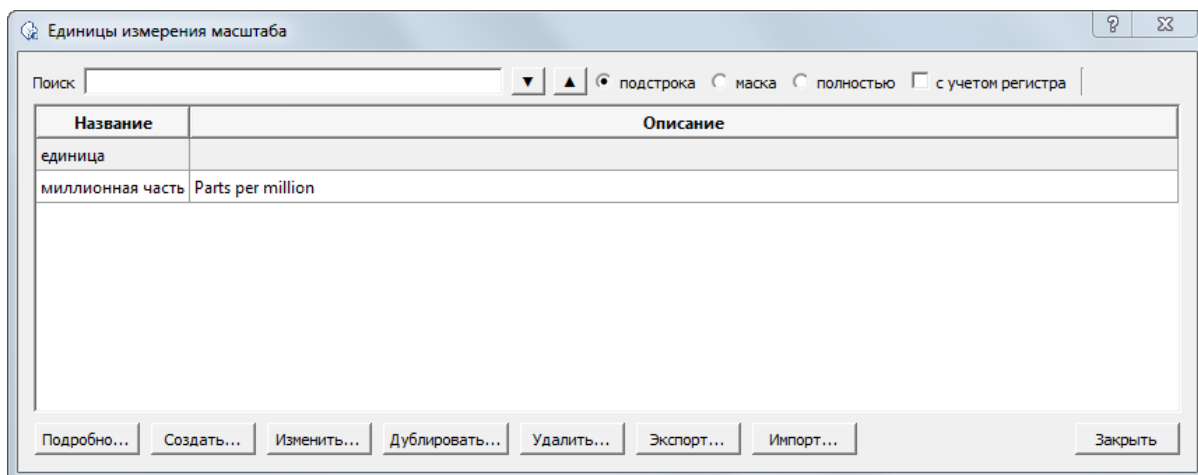 Единицы измерения масштаба
Поиск подстрока маска полностью с учетом регистра
Название Описание
единица
миллионная часть Parts per million
Подробно... Создать... Изменить... Дублировать... Удалить... Экспорт... Импорт... Закрыть